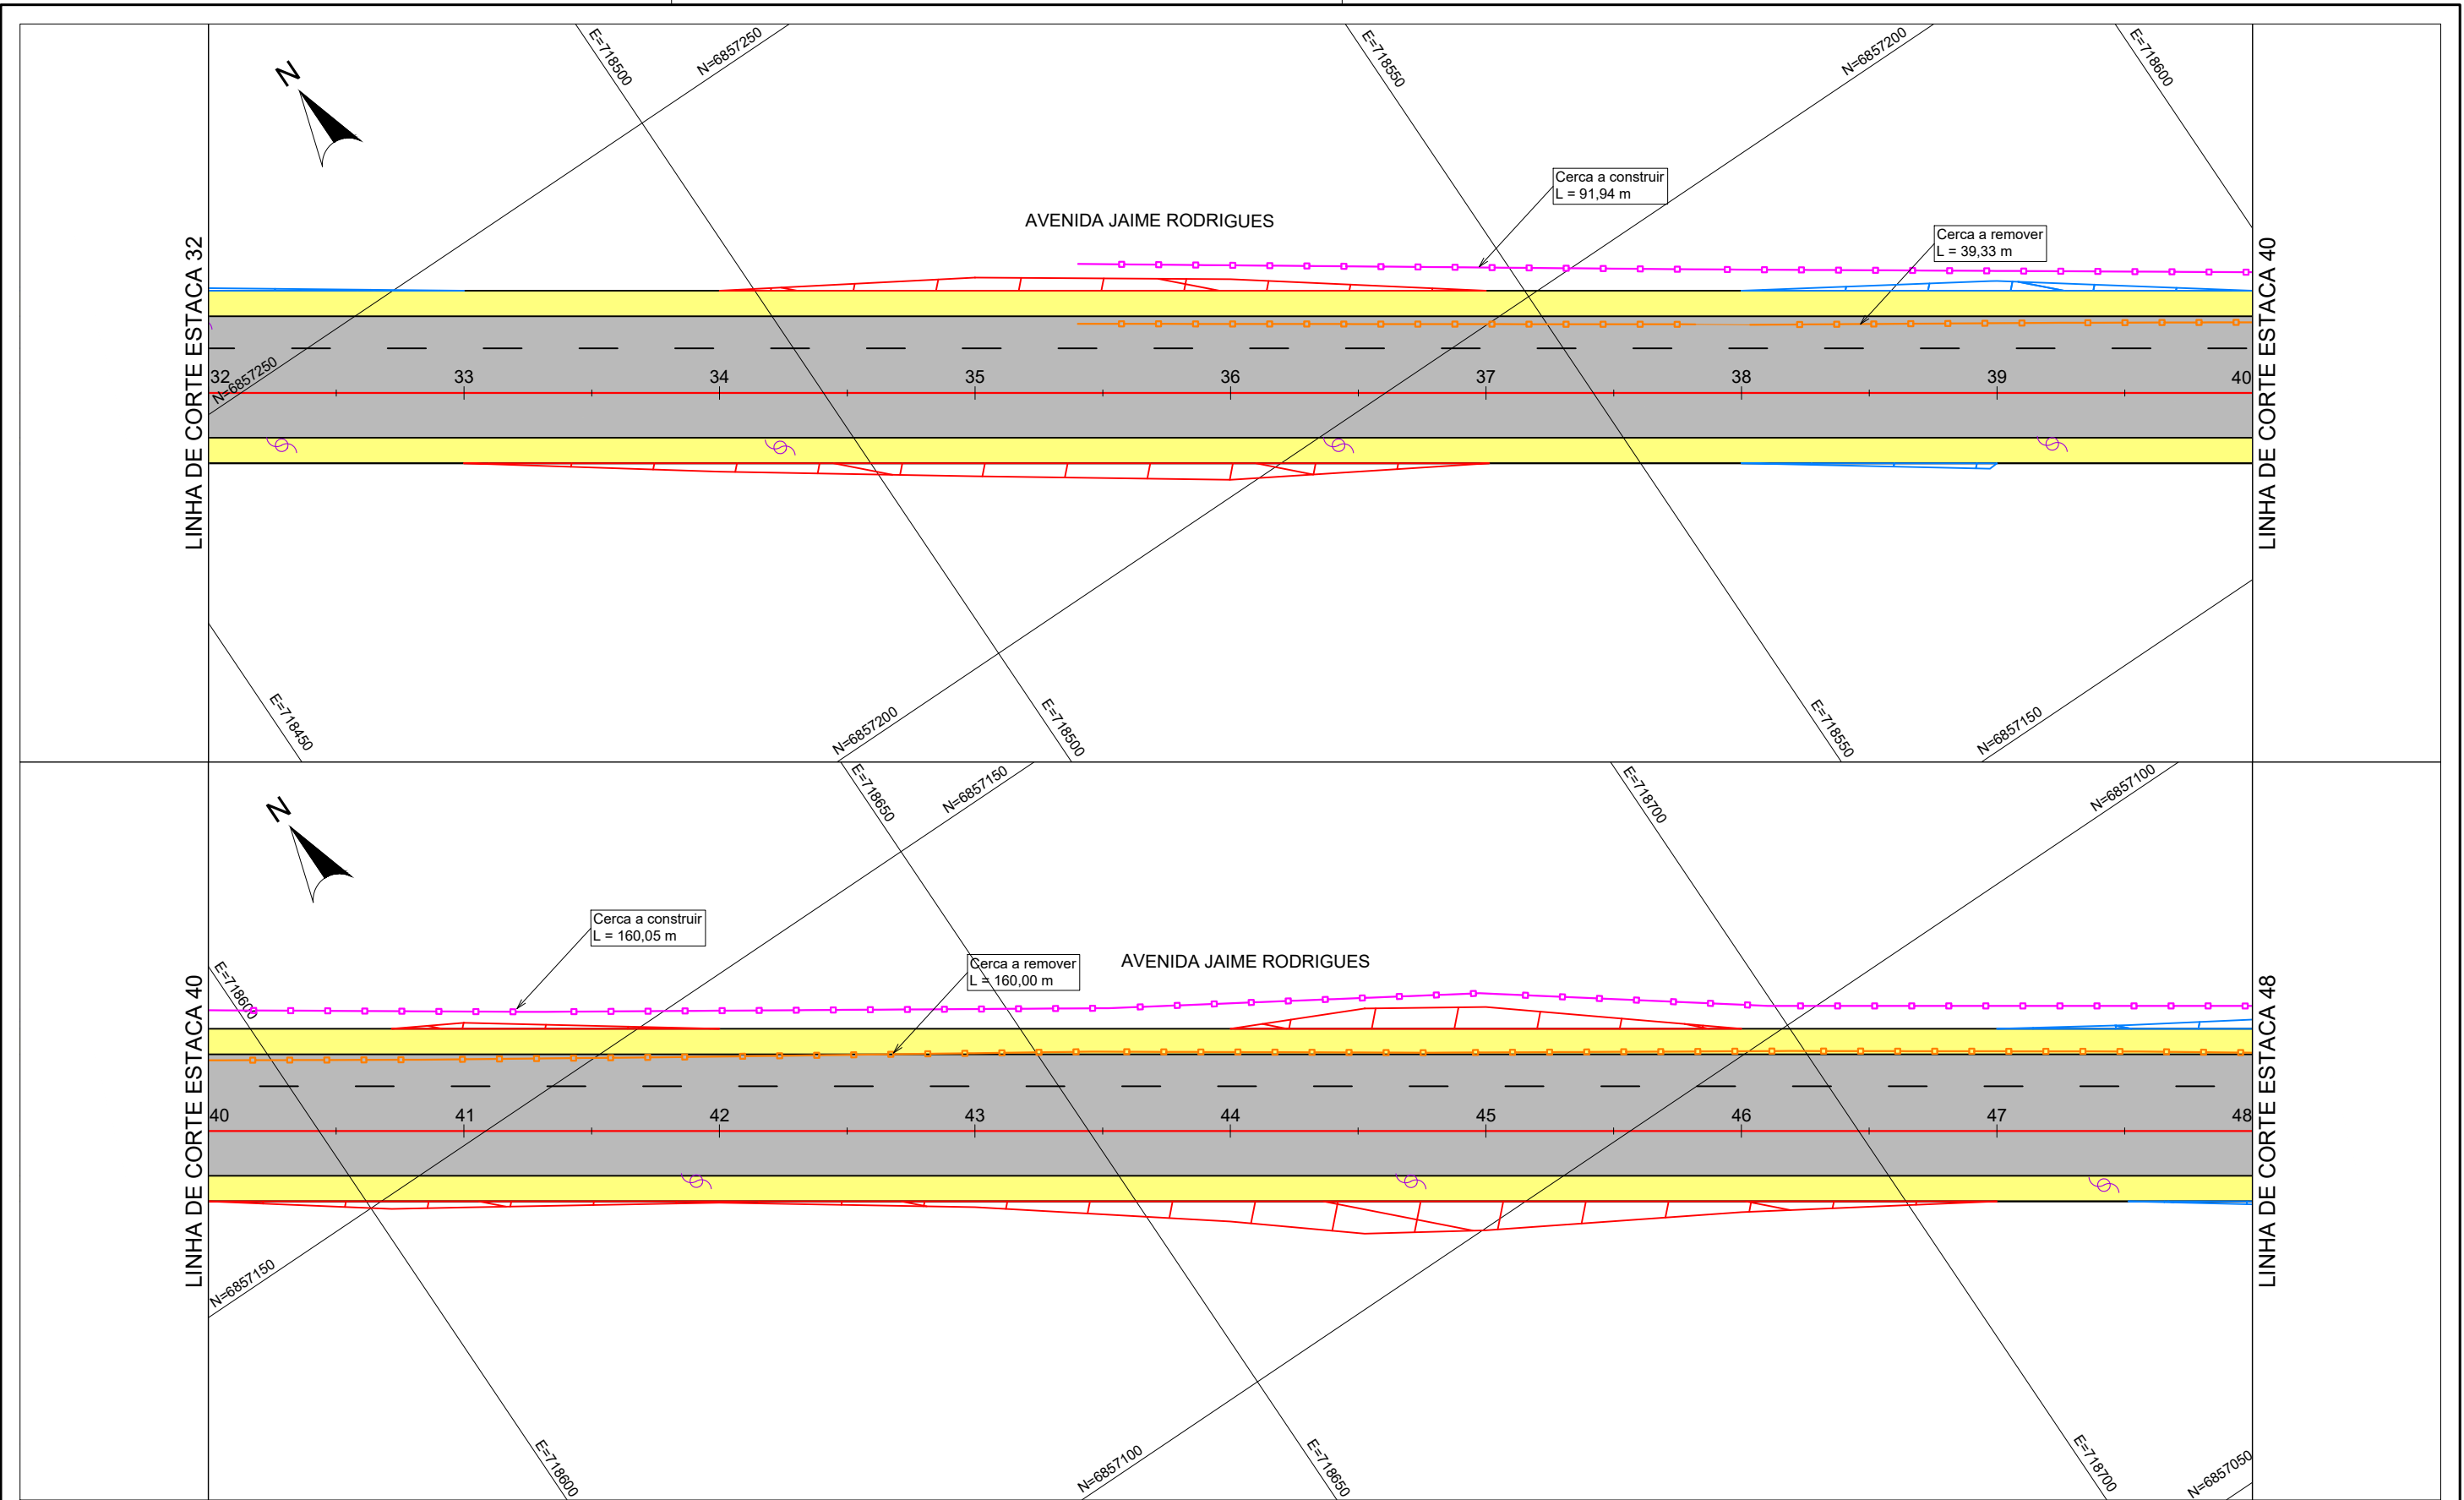 E=718500
N=6857250
E=718550
N=6857200
E=718600
N
Cerca a construir
L = 91,94 m
AVENIDA JAIME RODRIGUES
Cerca a remover
L = 39,33 m
LINHA DE CORTE ESTACA 32
LINHA DE CORTE ESTACA 40
N=6857250
32
33
34
35
36
37
38
39
40
E=718450
N=6857200
E=718500
E=718550
N=6857150
E=718650
N=6857150
E=718700
N=6857100
N
Cerca a construir
L = 160,05 m
Cerca a remover
L = 160,00 m
AVENIDA JAIME RODRIGUES
E=718600
LINHA DE CORTE ESTACA 40
LINHA DE CORTE ESTACA 48
40
41
42
43
44
45
46
47
48
N=6857150
E=718600
N=6857100
E=718650
E=718700
N=6857050